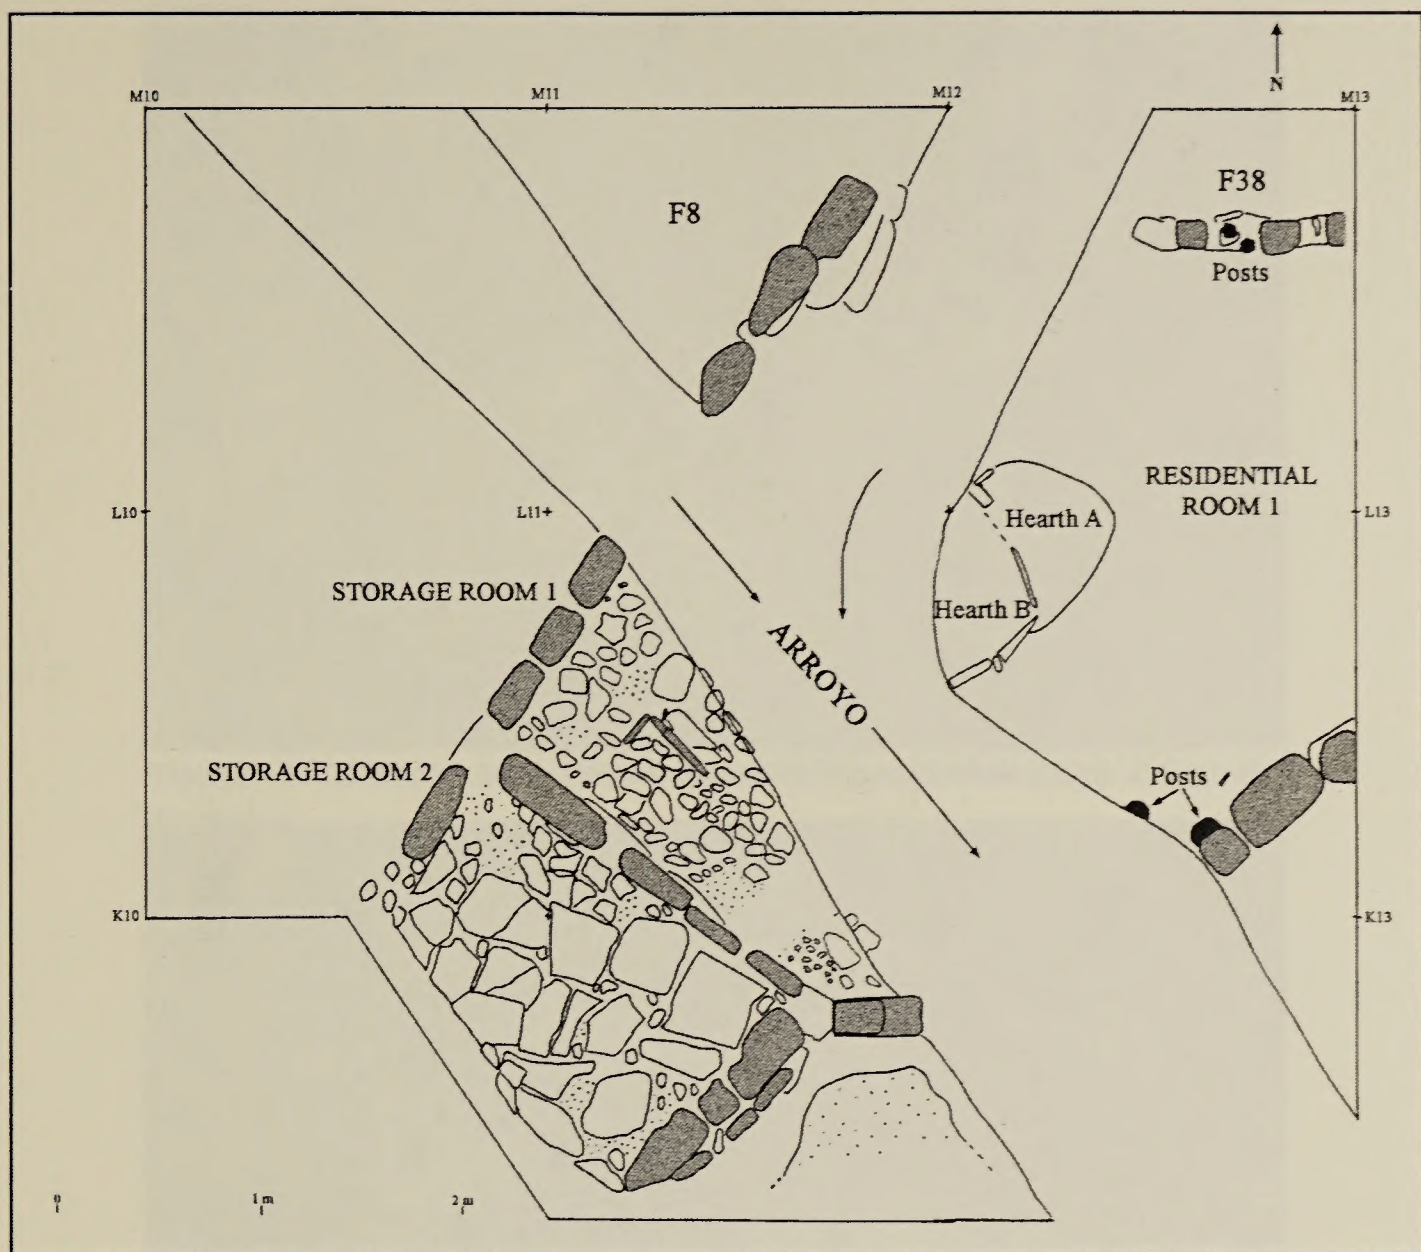 N
M10
M11
M12
M13
F8
F38
Posts
L10
L11+
Hearth A
RESIDENTIAL
ROOM 1
L13
STORAGE ROOM 1
Hearth B
ARROYO
STORAGE ROOM 2
Posts
K10
K13
0
1 m
2 m